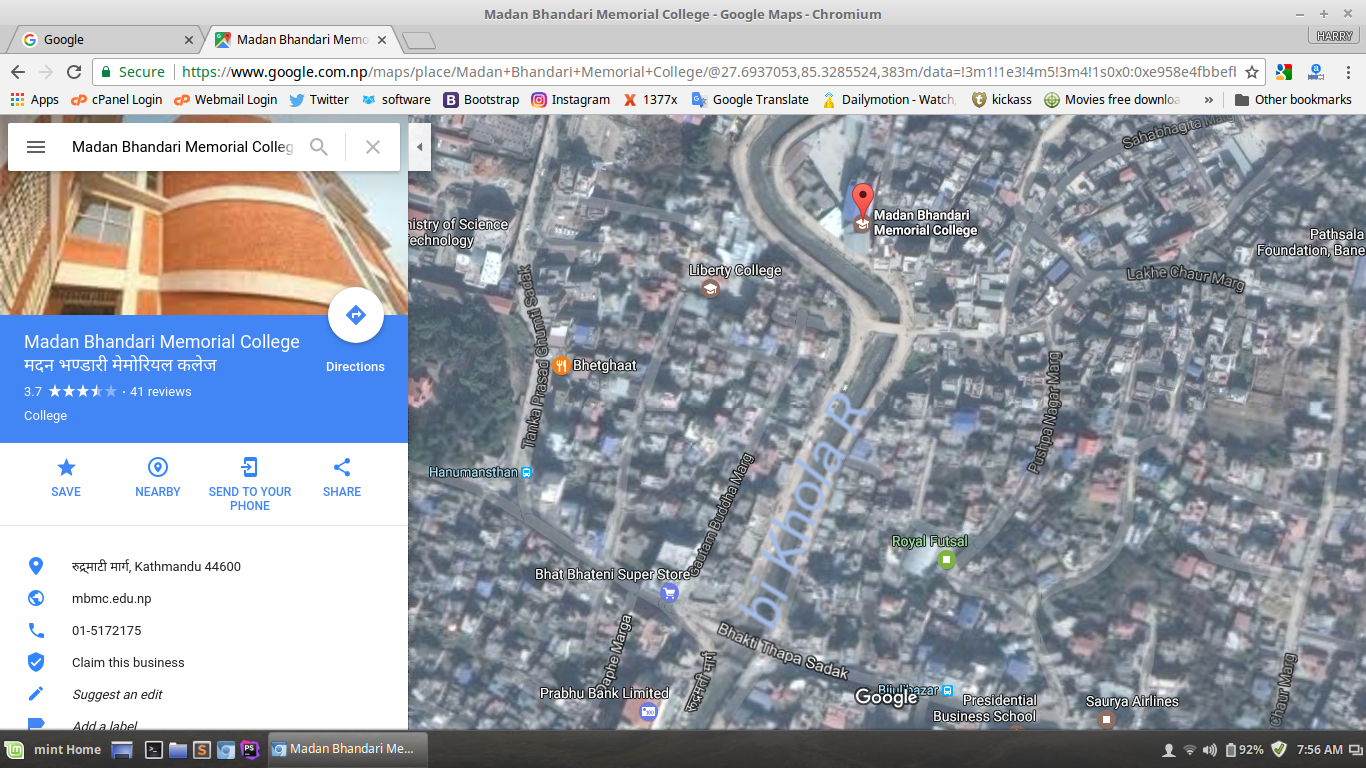 Madan Bhandari Memorial College - Google Maps - Chromium
Google
Madan Bhandari Memo
HARRY
Secure
https://www.google.com.np/maps/place/Madan+Bhandari+Memorial+College/@27.6937053,85.3285524,383m/data=!3m1!1e3!4m5!3m4!1s0x0:0xe958e4fbbefl
Apps
cPanel Login
Webmail Login
Twitter
software
Bootstrap
Instagram
1377x
Google Translate
Dailymotion - Watch,
kickass
Movies free downloa
»
Other bookmarks
Madan Bhandari Memorial Colleg
Madan Bhandari Memorial College
मदन भण्डारी मेमोरियल कलेज
3.7 · 41 reviews
College
Directions
SAVE
NEARBY
SEND TO YOUR
PHONE
SHARE
रुद्रमाटी मार्ग, Kathmandu 44600
mbmc.edu.np
01-5172175
Claim this business
Suggest an edit
Add a label
Sahabhagita Marg
Madan Bhandari
Memorial College
nistry of Science
Technology
Pathsala
Foundation, Bane
Liberty College
Lakhe Chaur Marg
Tanka Prasad Ghumti Sadak
Bhetghaat
Pushpa Nagar Marg
Hanumansthan
Gautam Buddha Marg
bi Khola R
Royal Futsal
Bhat Bhateni Super Store
Bhakti Thapa Sadak
aphe Marga
मार्ग
Prabhu Bank Limited
Bijulibazar
Google
Presidential
Business School
Saurya Airlines
Chaur Marg
mint Home
Madan Bhandari Me...
92%
7:56 AM